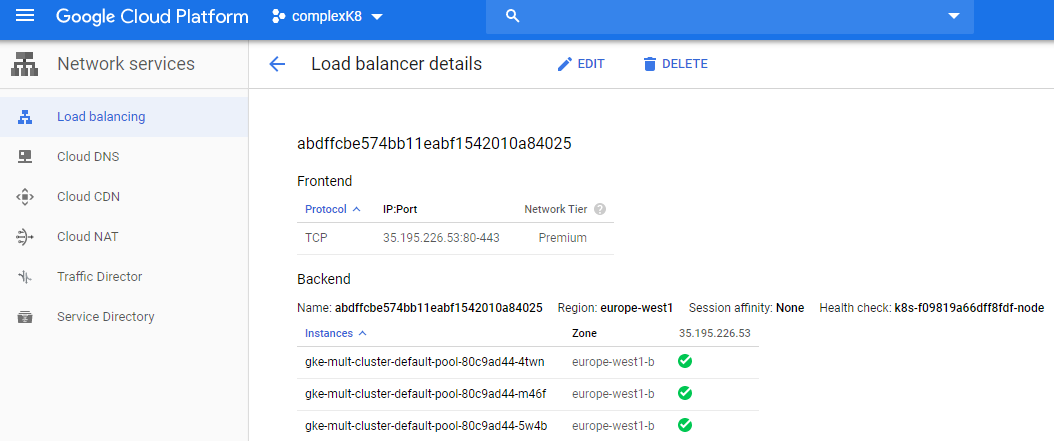 Google Cloud Platform complexK8
Network services
Load balancer details EDIT DELETE
Load balancing
Cloud DNS
Cloud CDN
Cloud NAT
Traffic Director
Service Directory
abdffcbe574bb11eabf1542010a84025
Frontend
Protocol IP:Port Network Tier ?
TCP 35.195.226.53:80-443 Premium
Backend
Name: abdffcbe574bb11eabf1542010a84025 Region: europe-west1 Session affinity: None Health check: k8s-f09819a66dff8fdf-node
Instances Zone 35.195.226.53
gke-mult-cluster-default-pool-80c9ad44-4twn europe-west1-b
gke-mult-cluster-default-pool-80c9ad44-m46f europe-west1-b
gke-mult-cluster-default-pool-80c9ad44-5w4b europe-west1-b